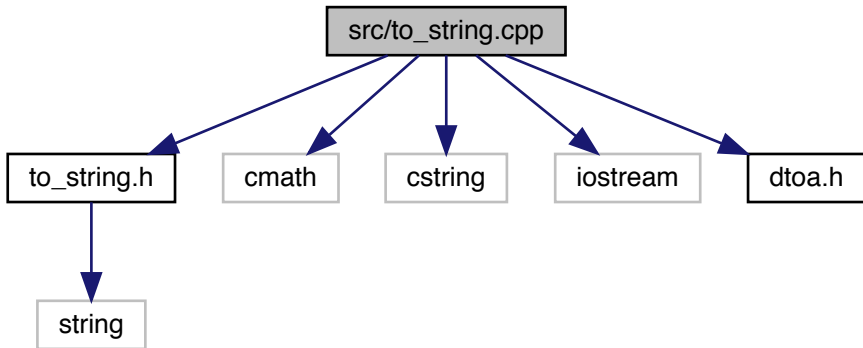 src/to_string.cpp
to_string.h
cmath
cstring
iostream
dtoa.h
string